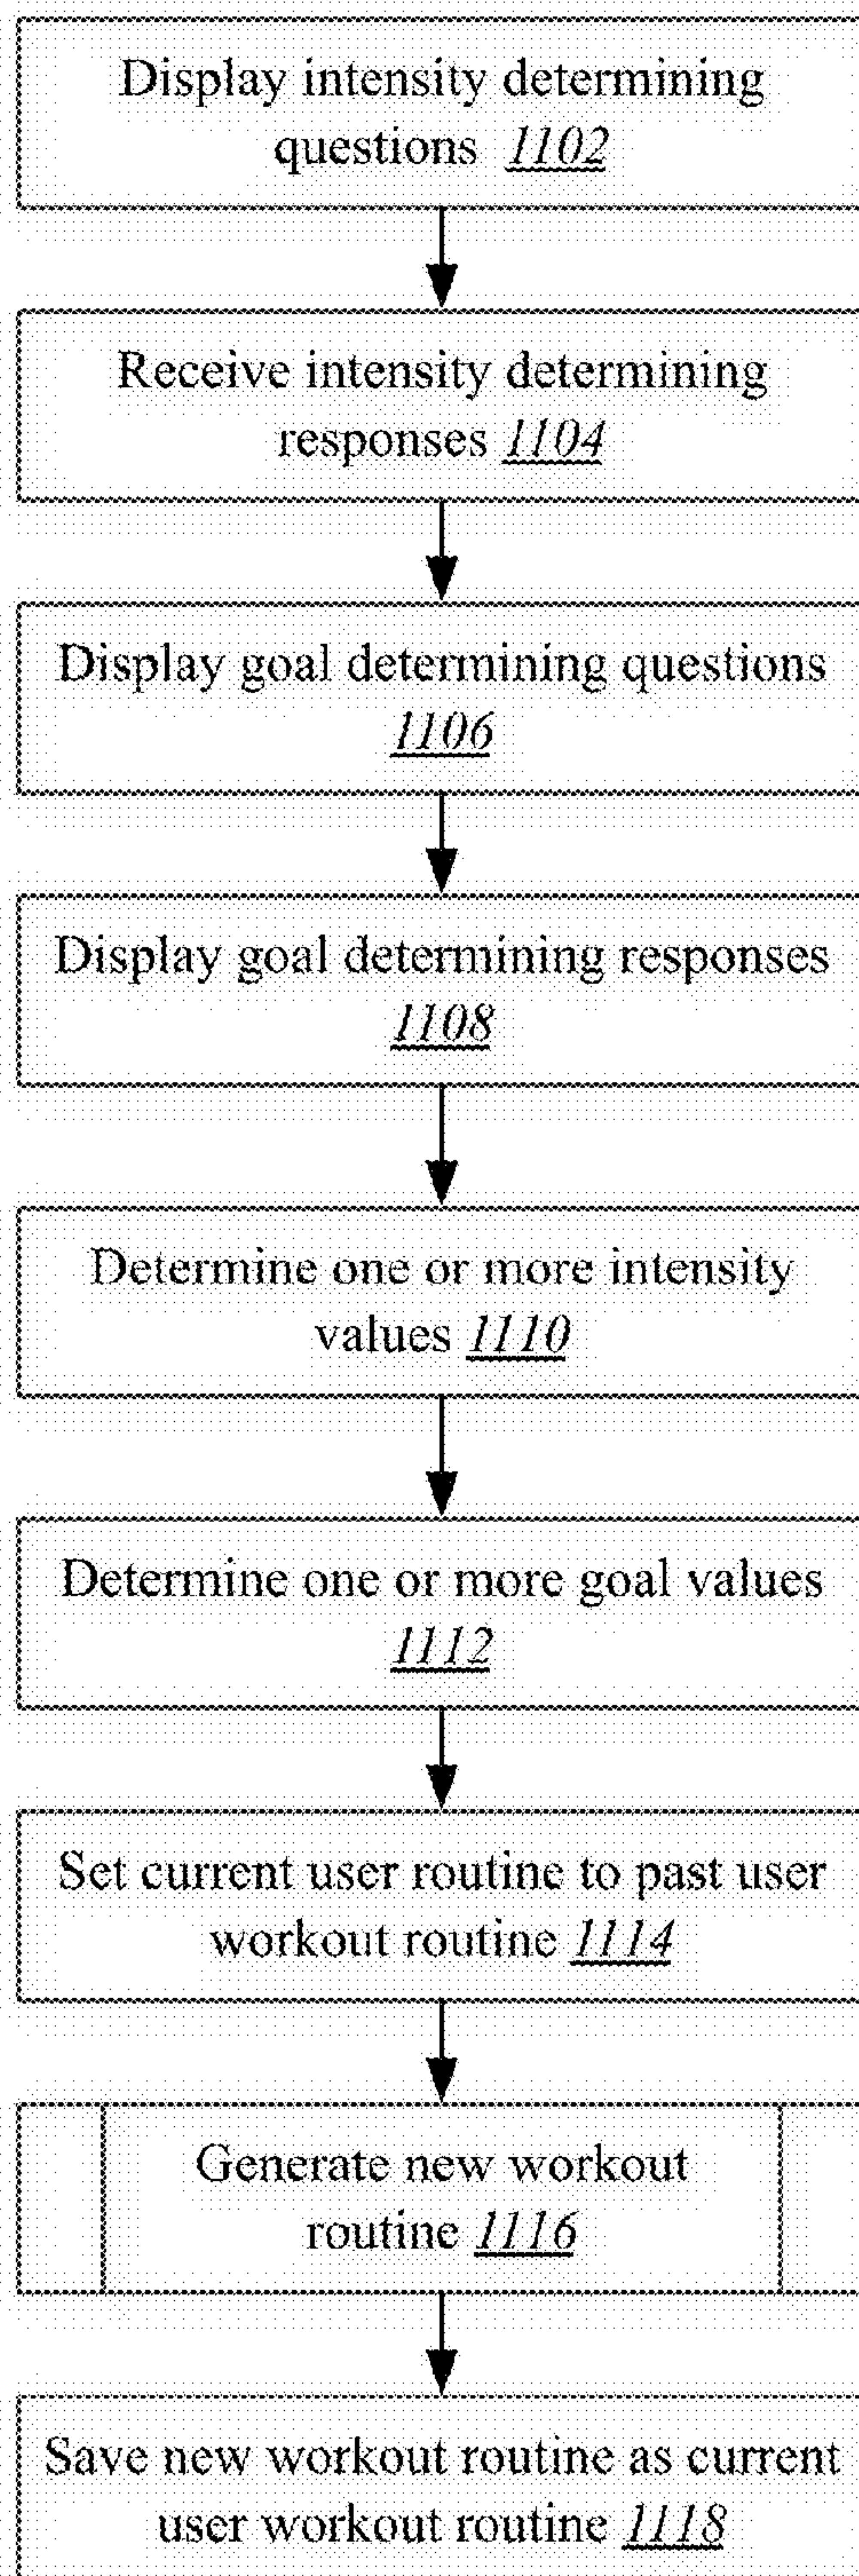 Display intensity determining
questions 1102
Receive intensity determining
responses 1104
Display goal determining questions
1106
Display goal determining responses
1108
Determine one or more intensity
values 1110
Determine one or more goal values
1112
Set current user routine to past user
workout routine 1114
Generate new workout
routine 1116
Save new workout routine as current
user workout routine 1118